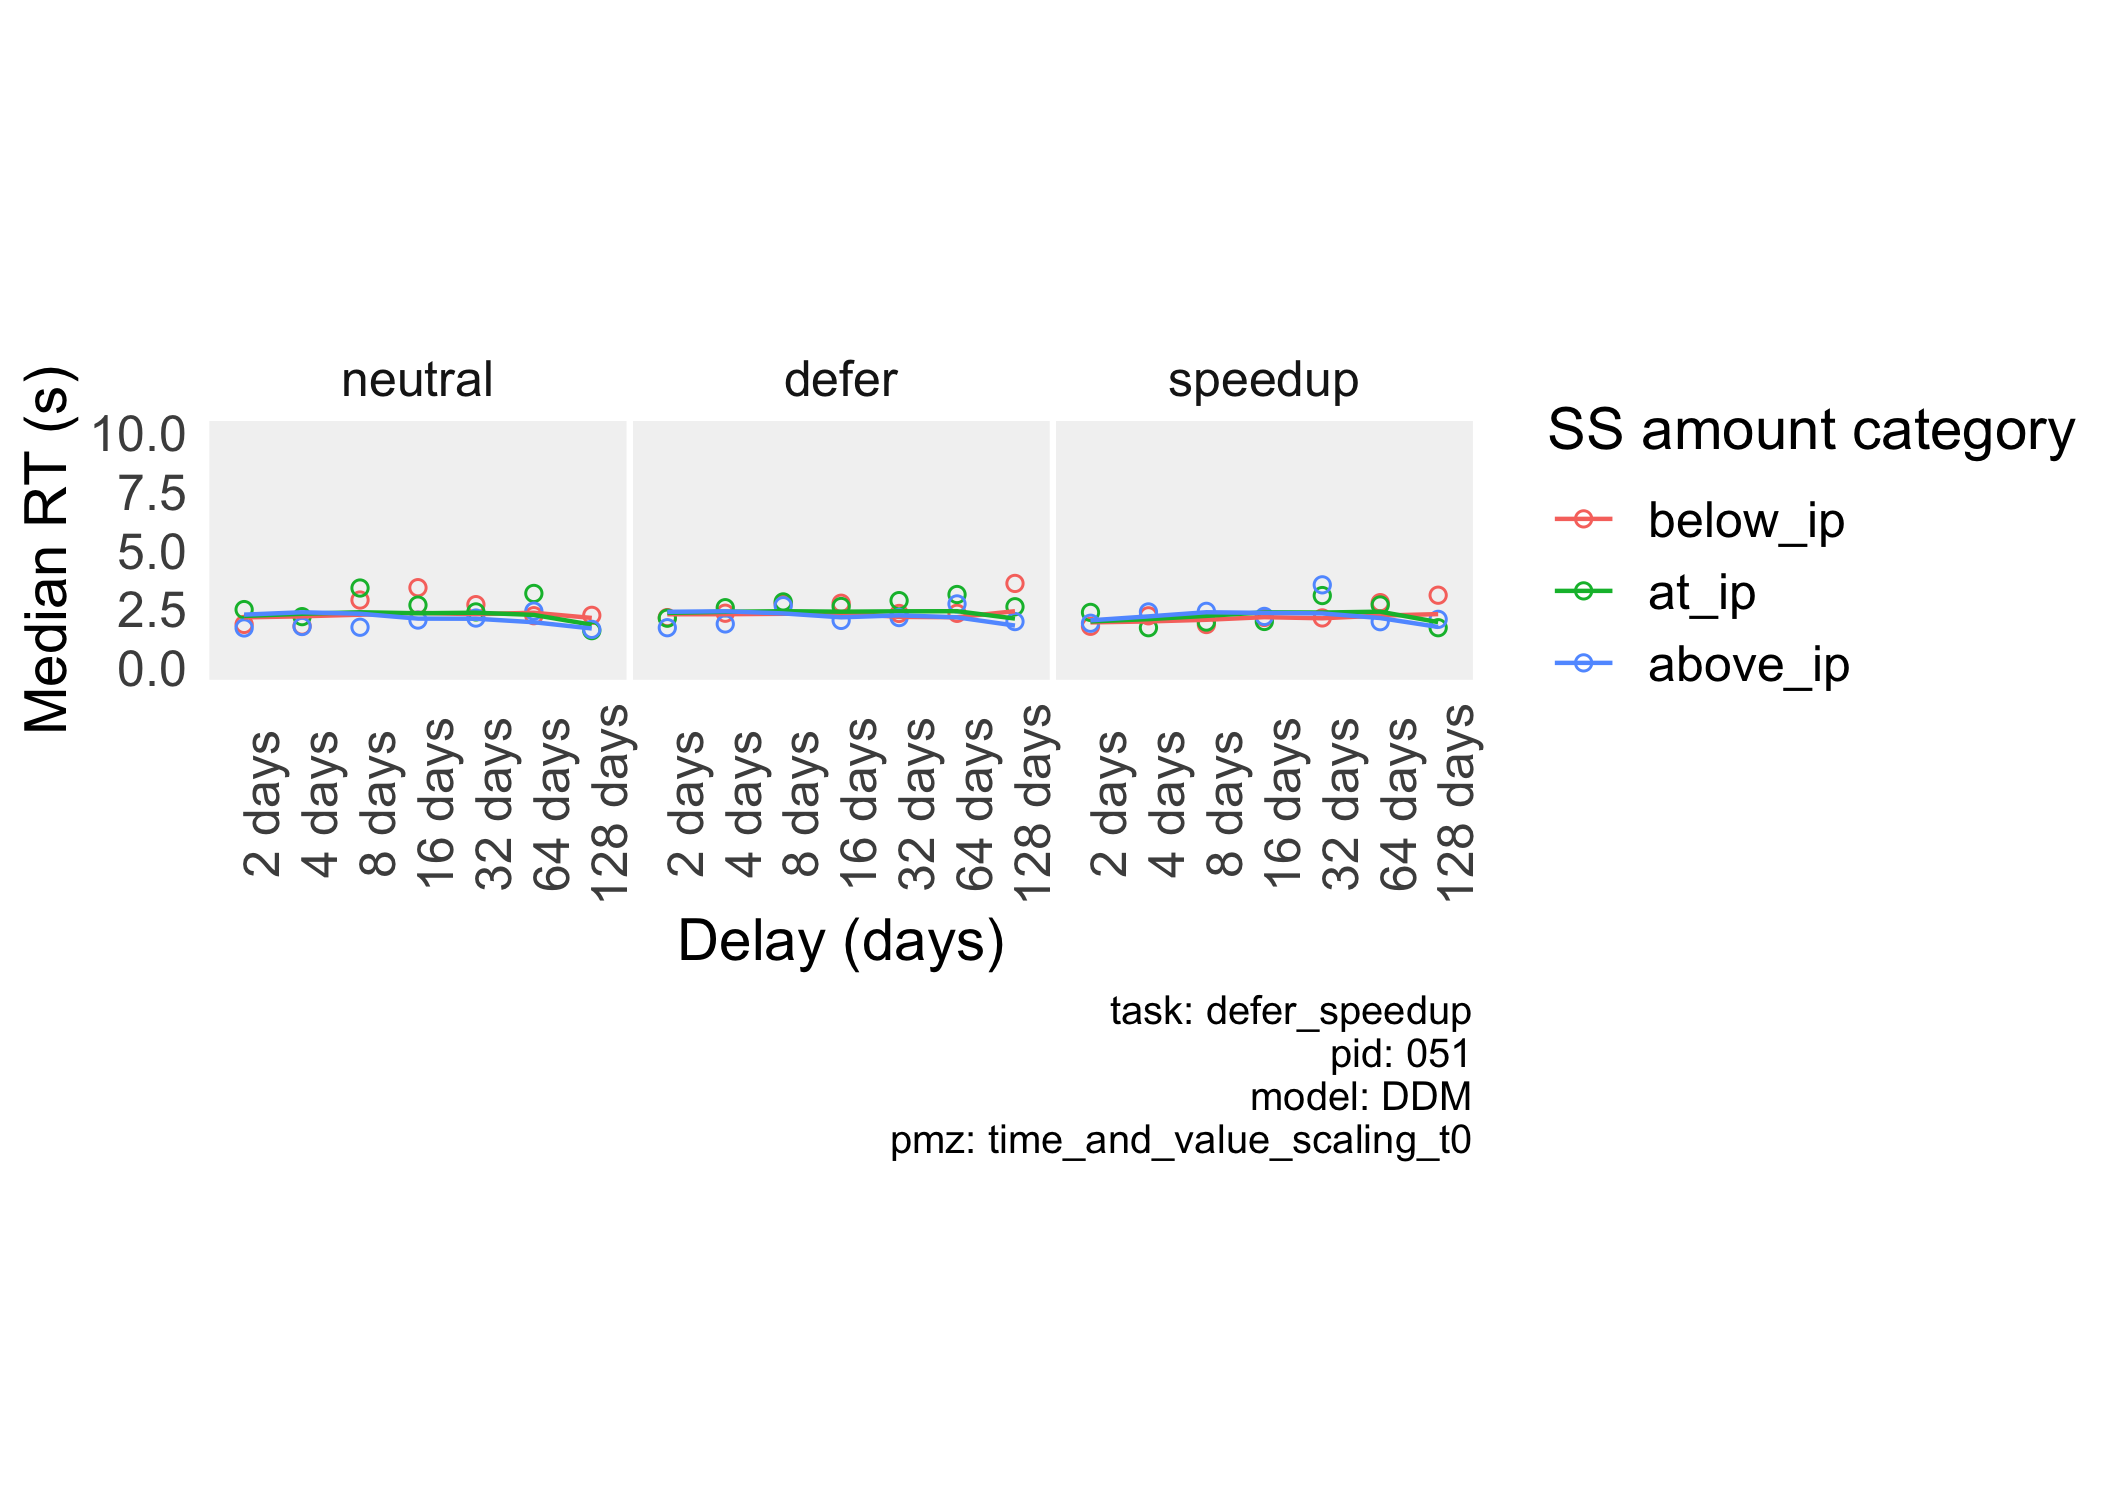 neutral
defer
speedup
Median RT (s)
10.0
7.5
5.0
2.5
0.0
2 days
4 days
8 days
16 days
32 days
64 days
128 days
2 days
4 days
8 days
16 days
32 days
64 days
128 days
2 days
4 days
8 days
16 days
32 days
64 days
128 days
Delay (days)
SS amount category
below_ip
at_ip
above_ip
task: defer_speedup
pid: 051
model: DDM
pmz: time_and_value_scaling_t0